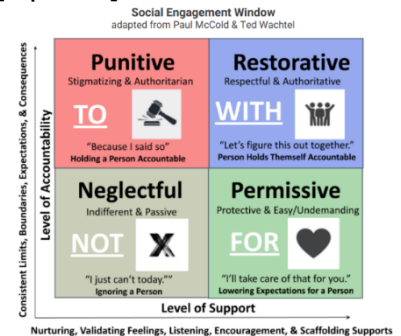 Social Engagement Window
adapted from Paul McCold & Ted Wachtel
Consistent Limits, Boundaries, Expectations, & Consequences
Level of Accountability
Punitive
Stigmatizing & Authoritarian
TO
"Because I said so"
Holding a Person Accountable
Restorative
Respectful & Authoritative
WITH
"Let's figure this out together."
Person Holds Themself Accountable
Neglectful
Indifferent & Passive
NOT
X
"I just can't today.""
Ignoring a Person
Permissive
Protective & Easy/Undemanding
FOR
"I'll take care of that for you."
Lowering Expectations for a Person
Level of Support
Nurturing, Validating Feelings, Listening, Encouragement, & Scaffolding Supports